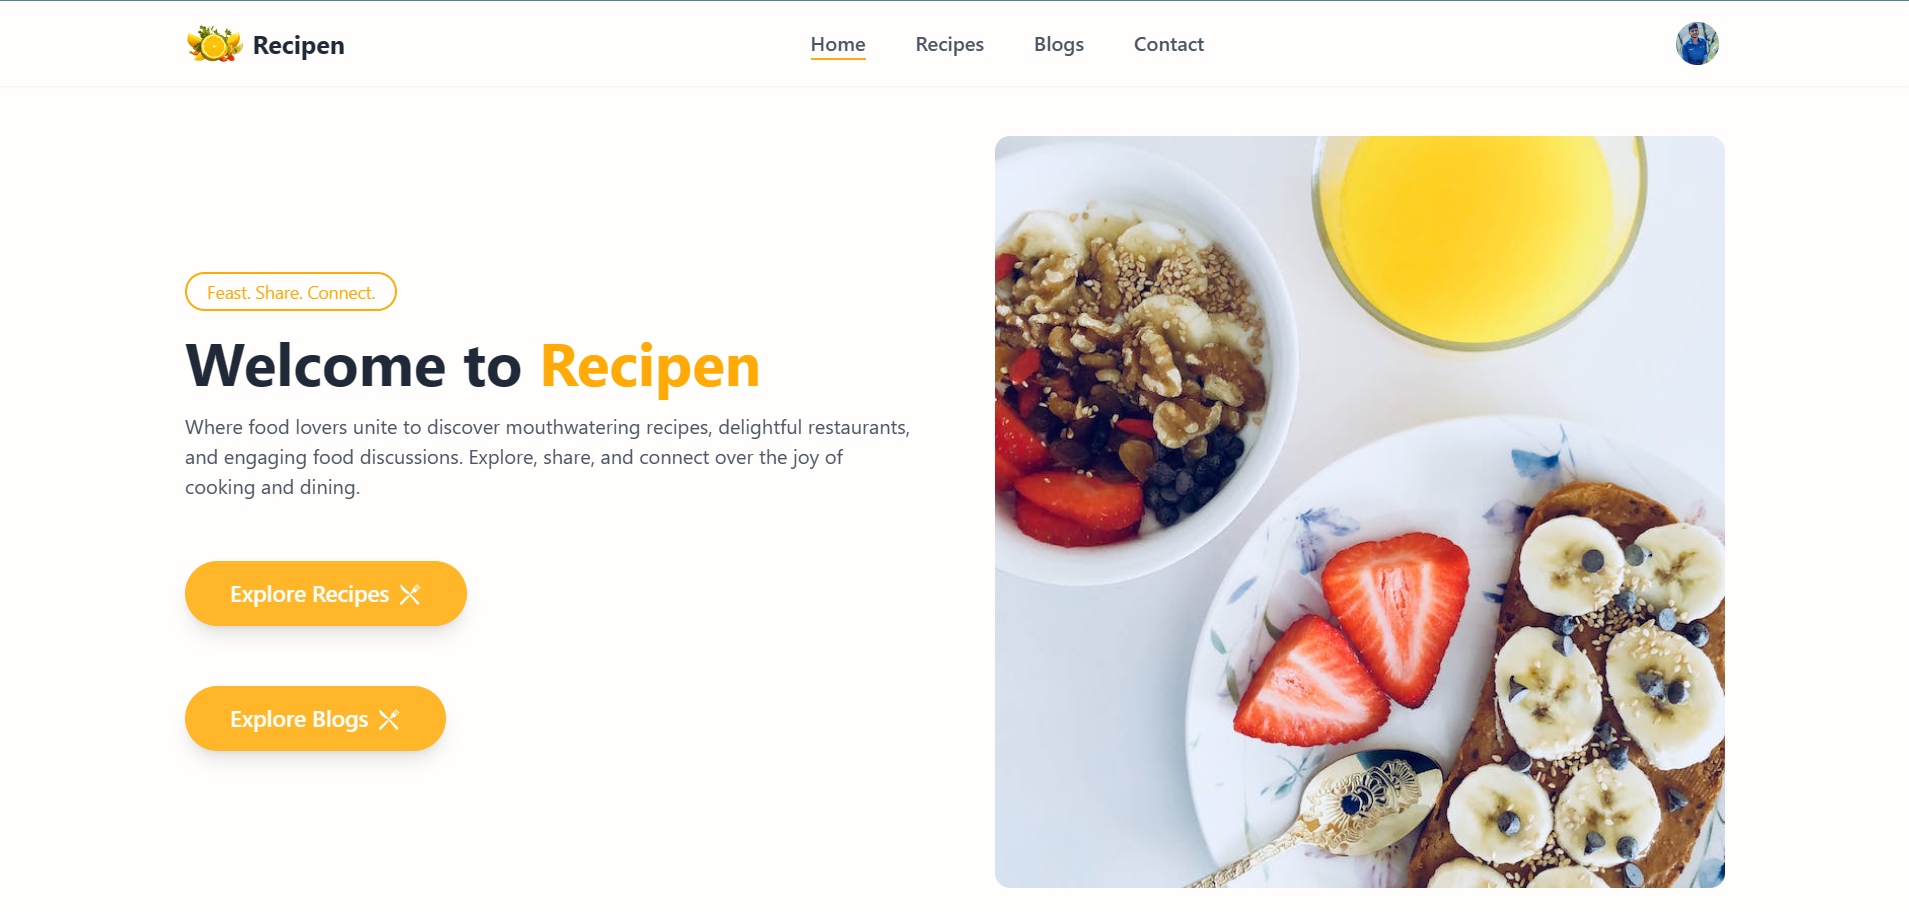 Recipen
Home
Recipes
Blogs
Contact
Feast. Share. Connect.
Welcome to Recipen
Where food lovers unite to discover mouthwatering recipes, delightful restaurants,
and engaging food discussions. Explore, share, and connect over the joy of
cooking and dining.
Explore Recipes
Explore Blogs